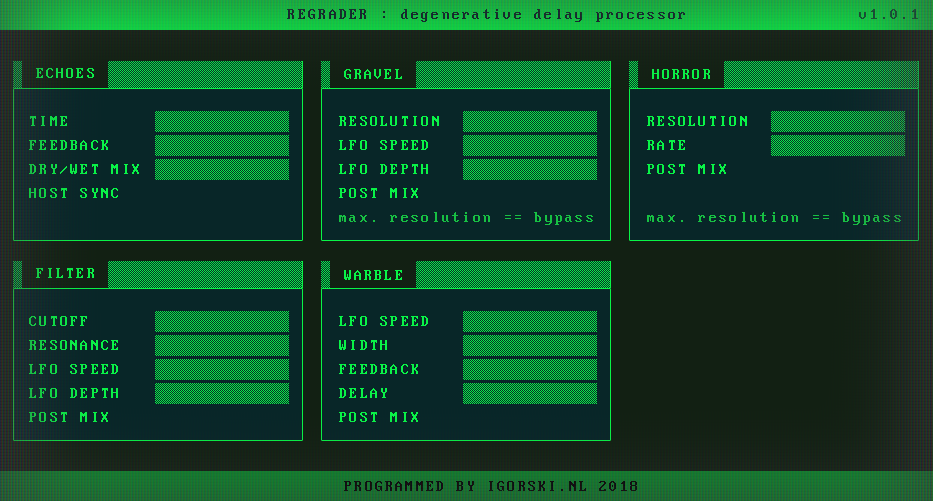 REGRADER : degenerative delay processor v1.0.1
ECHOES
TIME
FEEDBACK
DRY/WET MIX
HOST SYNC
GRAVEL
RESOLUTION
LFO SPEED
LFO DEPTH
POST MIX
max. resolution == bypass
HORROR
RESOLUTION
RATE
POST MIX
max. resolution == bypass
FILTER
CUTOFF
RESONANCE
LFO SPEED
LFO DEPTH
POST MIX
WARBLE
LFO SPEED
WIDTH
FEEDBACK
DELAY
POST MIX
PROGRAMMED BY IGORSKI.NL 2018